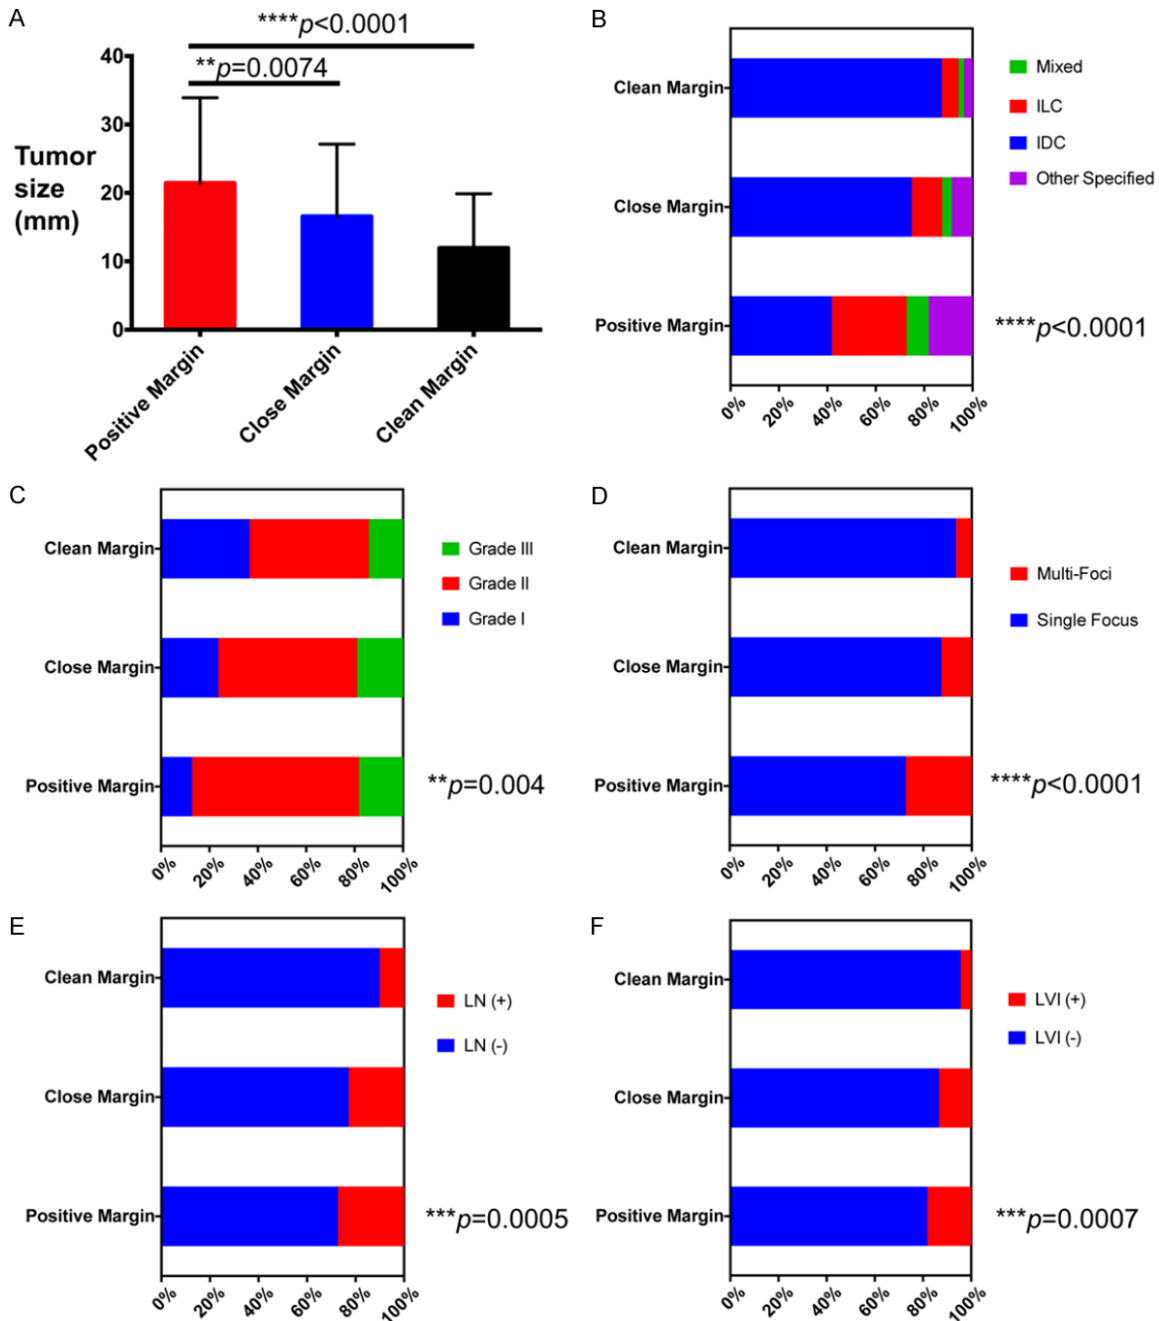 A
****p<0.0001
**p=0.0074
40
30
20
10
0
Tumor
size
(mm)
Positive Margin
Close Margin
Clean Margin
B
Clean Margin
Close Margin
Positive Margin
Mixed
ILC
IDC
Other Specified
****p<0.0001
0% 20% 40% 60% 80% 100%
C
Clean Margin
Close Margin
Positive Margin
Grade III
Grade II
Grade I
**p=0.004
0% 20% 40% 60% 80% 100%
D
Clean Margin
Close Margin
Positive Margin
Multi-Foci
Single Focus
****p<0.0001
0% 20% 40% 60% 80% 100%
E
Clean Margin
Close Margin
Positive Margin
LN (+)
LN (-)
***p=0.0005
0% 20% 40% 60% 80% 100%
F
Clean Margin
Close Margin
Positive Margin
LVI (+)
LVI (-)
***p=0.0007
0% 20% 40% 60% 80% 100%